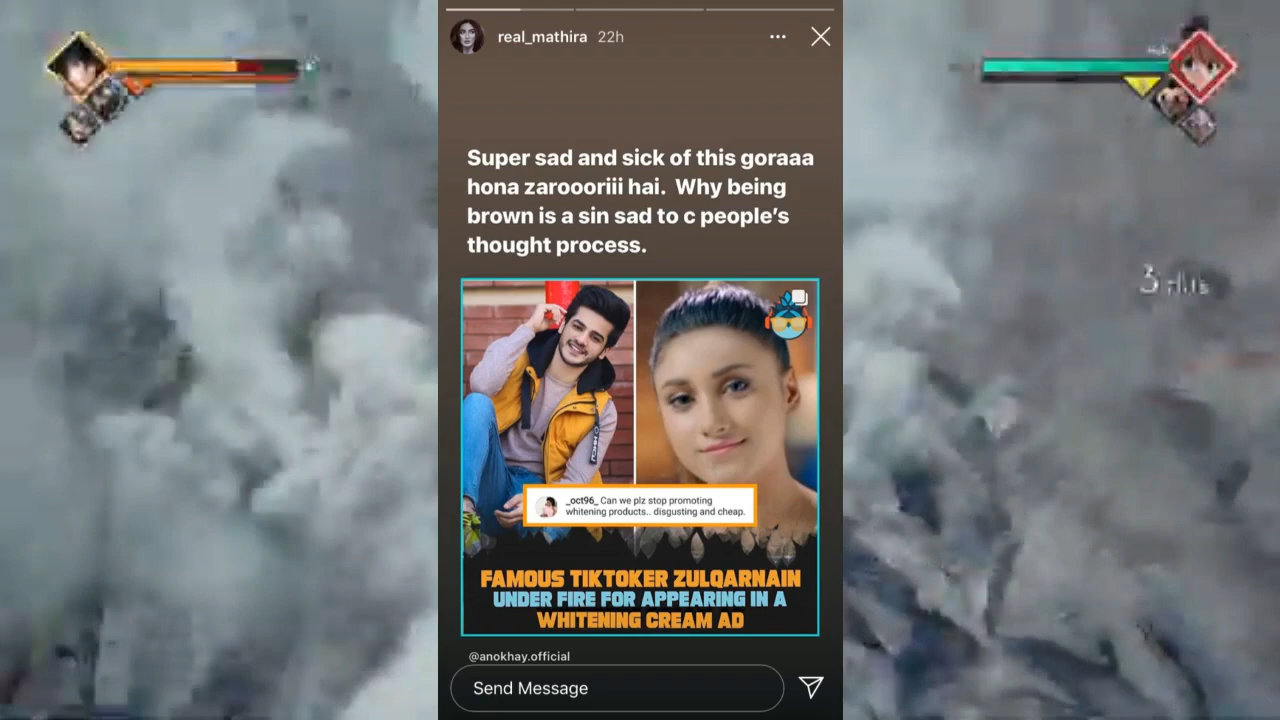 real_mathira 22h
Super sad and sick of this goraaa
hona zaroooriii hai. Why being
brown is a sin sad to c people's
thought process.
_oct96_ Can we plz stop promoting
whitening products.. disgusting and cheap.
FAMOUS TIKTOKER ZULQARNAIN
UNDER FIRE FOR APPEARING IN A
WHITENING CREAM AD
@anokhay.official
Send Message
3 Hits